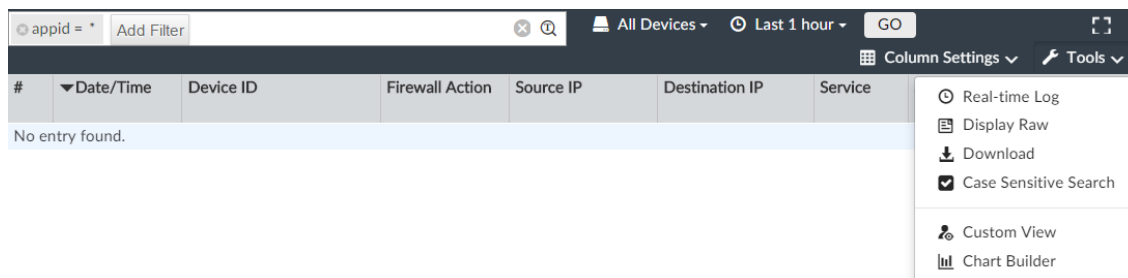 appid = * Add Filter All Devices Last 1 hour GO
Column Settings Tools
# Date/Time Device ID Firewall Action Source IP Destination IP Service
No entry found.
Real-time Log
Display Raw
Download
Case Sensitive Search
Custom View
Chart Builder